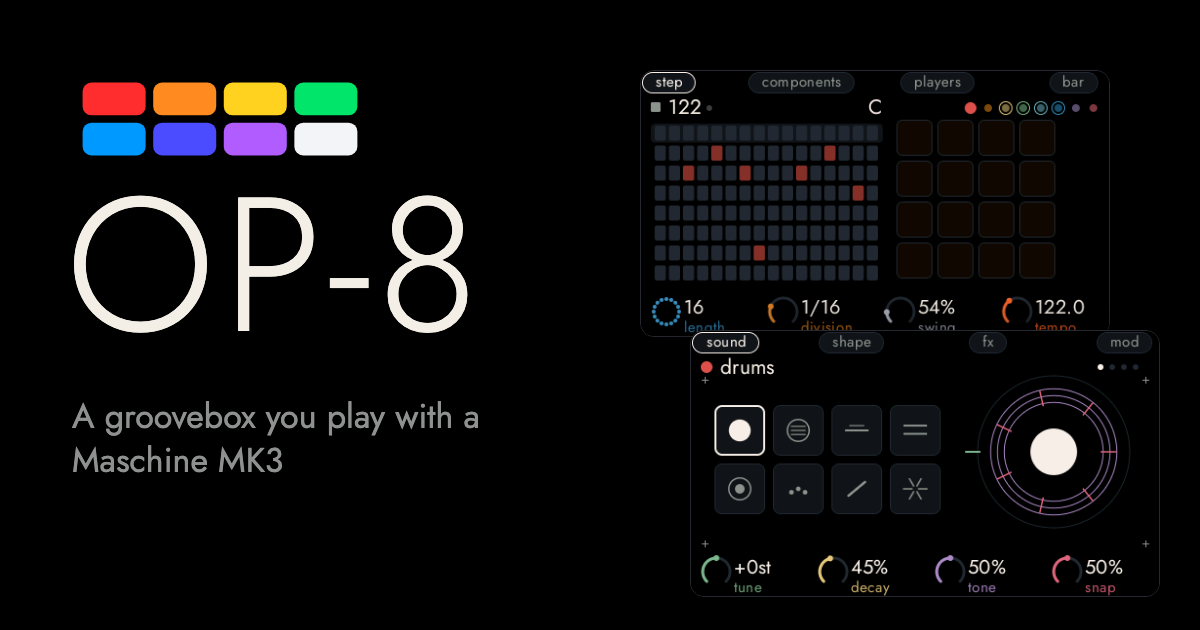 OP-8
A groovebox you play with a
Maschine MK3
step components players bar
122 C
16 1/16 54% 122.0
length division swing tempo
sound shape fx mod
drums
+0st 45% 50% 50%
tune decay tone snap